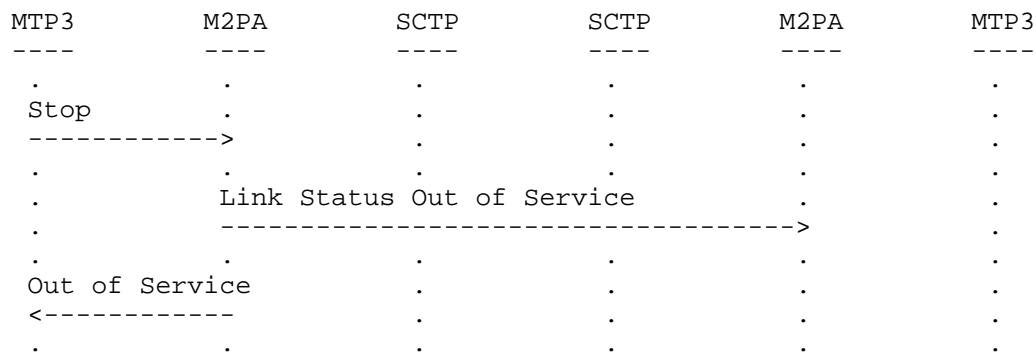 MTP3        M2PA        SCTP        SCTP        M2PA        MTP3
----        ----        ----        ----        ----        ----
 .           .           .           .           .           .
 Stop        .           .           .           .           .
 ------------>           .           .           .           .
 .           .           .           .           .           .
 .           Link Status Out of Service          .           .
 .           ------------------------------------>           .
 .           .           .           .           .           .
 Out of Service          .           .           .           .
 <------------           .           .           .           .
 .           .           .           .           .           .